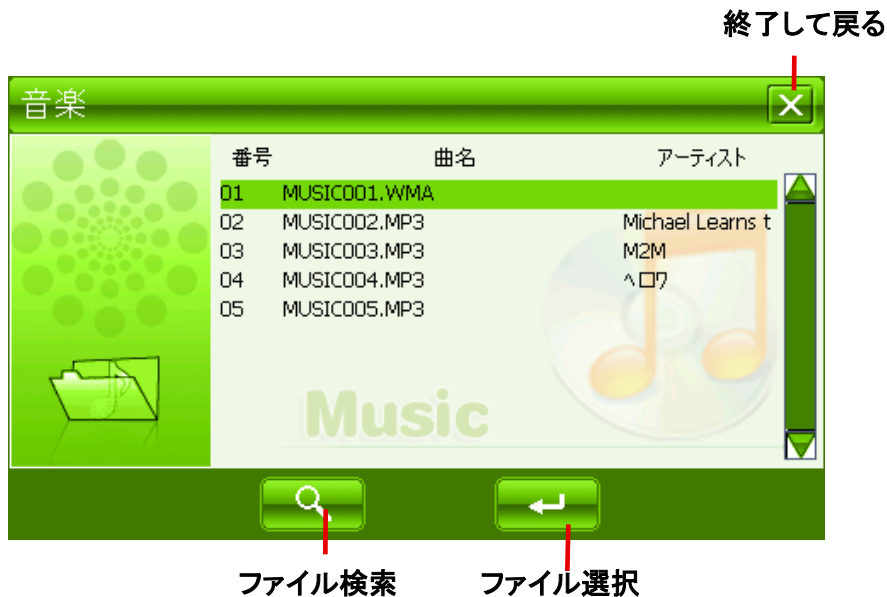 終了して戻る
音楽
番号 曲名 アーティスト
01 MUSIC001.WMA
02 MUSIC002.MP3 Michael Learns t
03 MUSIC003.MP3 M2M
04 MUSIC004.MP3 ヘロワ
05 MUSIC005.MP3
Music
ファイル検索 ファイル選択